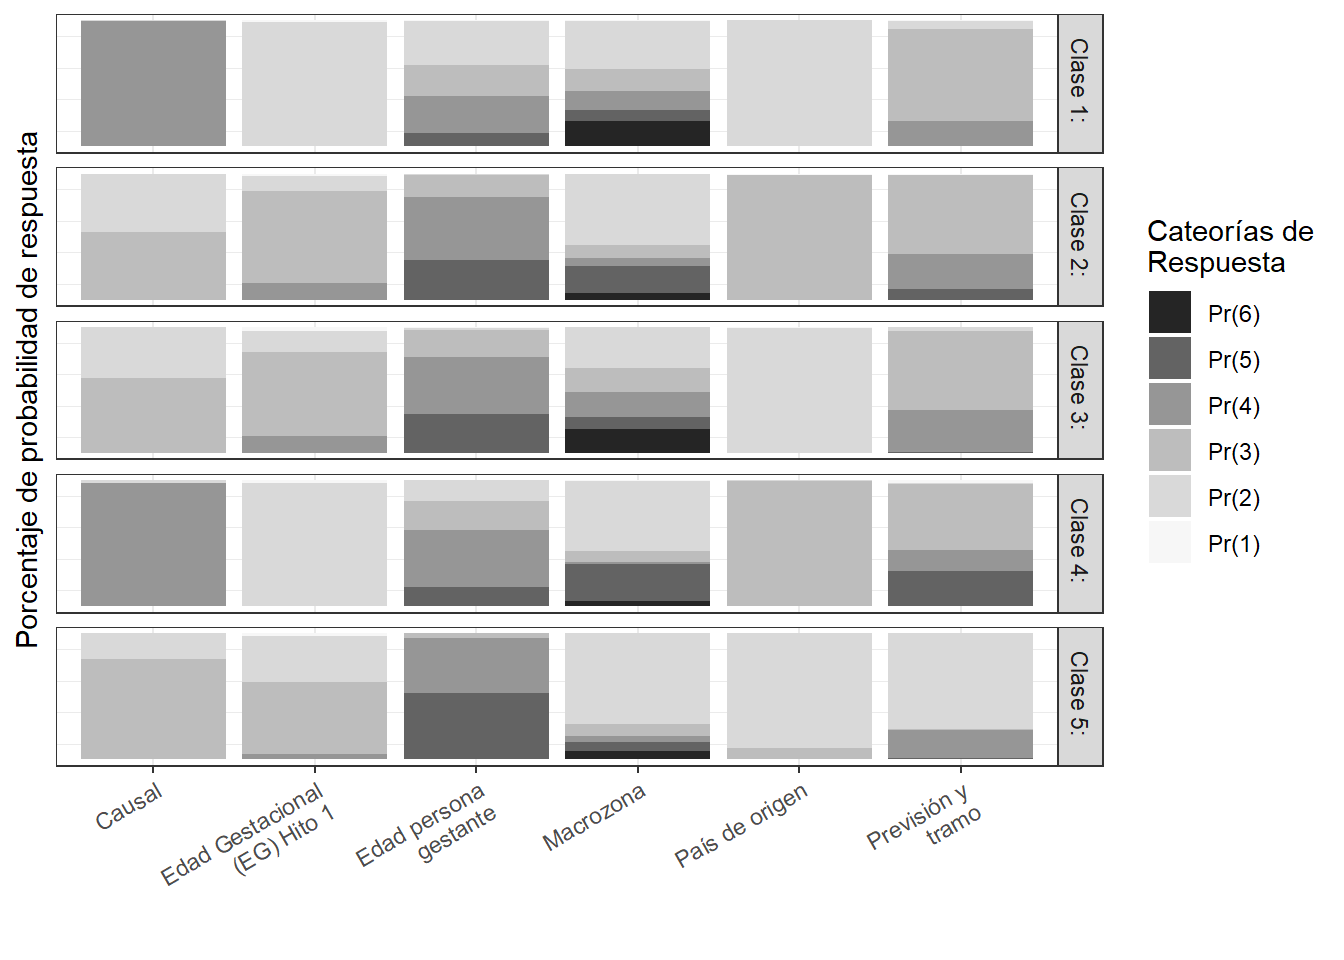 Porcentaje de probabilidad de respuesta
Clase 1:
Clase 2:
Clase 3:
Clase 4:
Clase 5:
Causal
Edad Gestacional
(EG) Hito 1
Edad persona
gestante
Macrozona
País de origen
Previsión y
tramo
Cateorías de
Respuesta
Pr(6)
Pr(5)
Pr(4)
Pr(3)
Pr(2)
Pr(1)